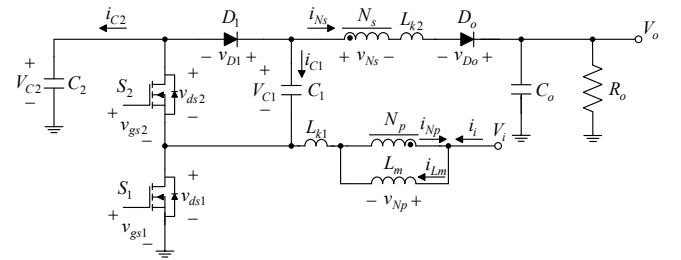 i_C2
D_1
i_Ns
N_s
L_k2
D_o
V_o
− v_D1 +
+ v_Ns −
− v_Do +
i_C1
+ V_C2 −
C_2
S_2
+ v_ds2 −
+ v_gs2 −
+ V_C1 −
C_1
C_o
R_o
L_k1
N_p
i_Np
i_i
V_i
L_m
i_Lm
− v_Np +
S_1
+ v_ds1 −
+ v_gs1 −